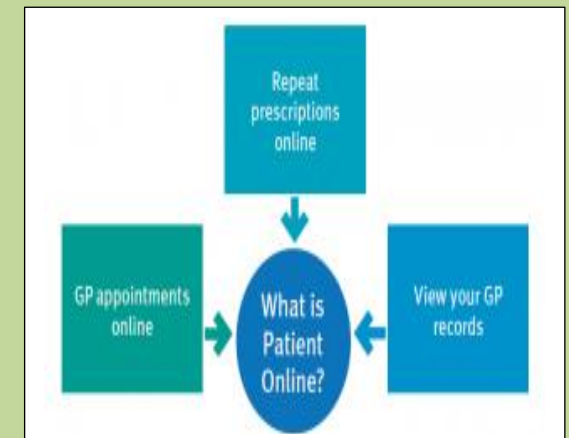 Repeat
prescriptions
online
GP appointments
online
What is
Patient
Online?
View your GP
records